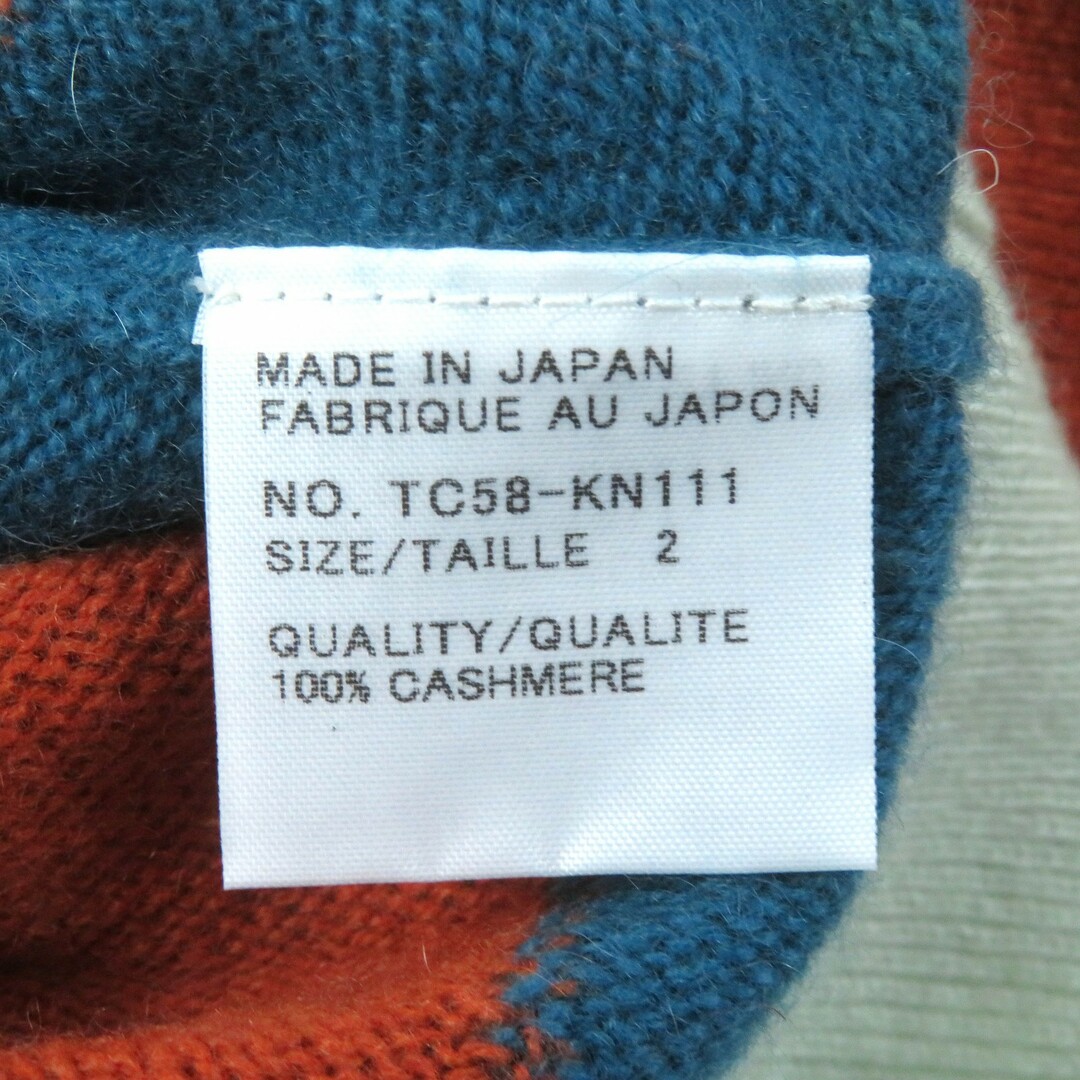 MADE IN JAPAN
FABRIQUE AU JAPON
NO. TC58-KN111
SIZE/TAILLE 2
QUALITY/QUALITE
100% CASHMERE